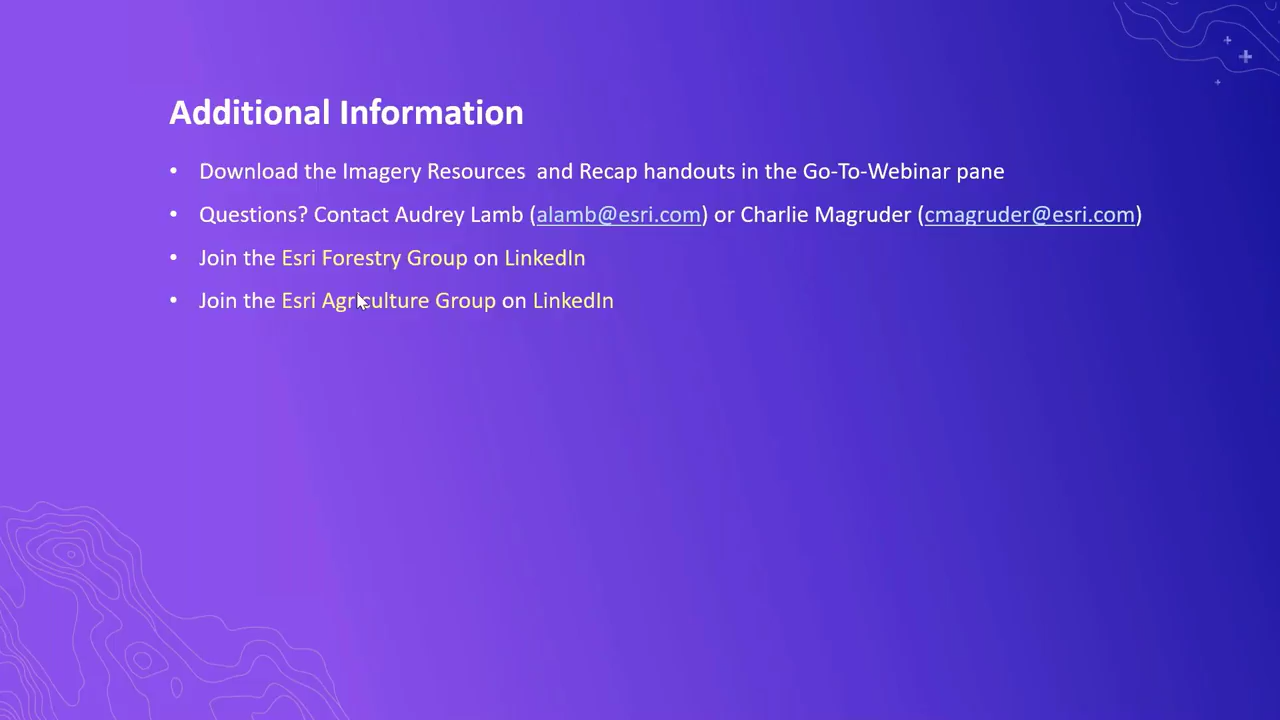 Additional Information
• Download the Imagery Resources  and Recap handouts in the Go-To-Webinar pane
• Questions? Contact Audrey Lamb (alamb@esri.com) or Charlie Magruder (cmagruder@esri.com)
• Join the Esri Forestry Group on LinkedIn
• Join the Esri Agriculture Group on LinkedIn